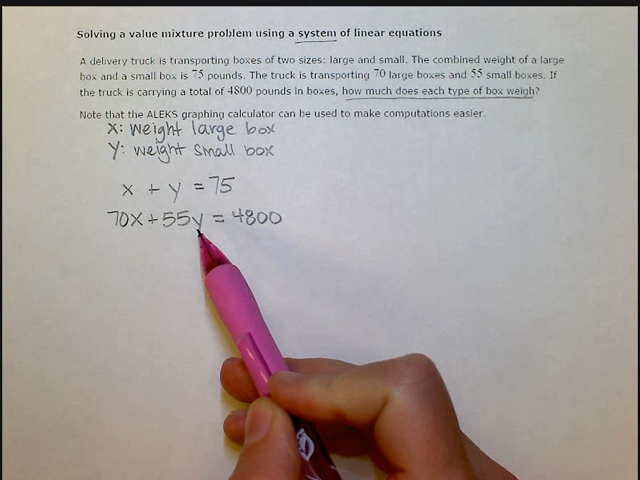 Solving a value mixture problem using a system of linear equations
A delivery truck is transporting boxes of two sizes: large and small. The combined weight of a large
box and a small box is 75 pounds. The truck is transporting 70 large boxes and 55 small boxes. If
the truck is carrying a total of 4800 pounds in boxes, how much does each type of box weigh?
Note that the ALEKS graphing calculator can be used to make computations easier.
X: weight large box
Y: weight small box
x + y = 75
70x + 55y = 4800